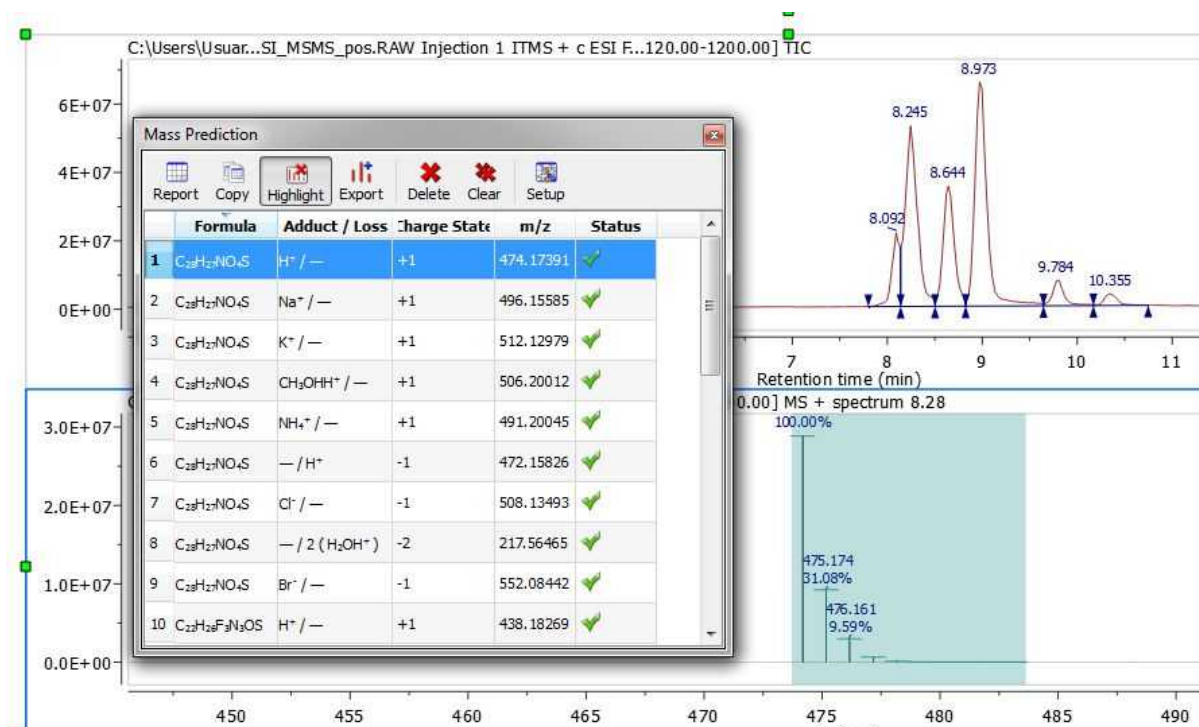 C:\Users\Usuar...SI_MSMS_pos.RAW Injection 1 ITMS + c ESI F...120.00-1200.00] TIC
6E+07
4E+07
2E+07
0E+00
8.092
8.245
8.644
8.973
9.784
10.355
7 8 9 10 11
Retention time (min)
Mass Prediction
Report Copy Highlight Export Delete Clear Setup
Formula Adduct / Loss Charge State m/z Status
1 C₂₈H₂₇NO₄S H⁺ / — +1 474.17391
2 C₂₈H₂₇NO₄S Na⁺ / — +1 496.15585
3 C₂₈H₂₇NO₄S K⁺ / — +1 512.12979
4 C₂₈H₂₇NO₄S CH₃OHH⁺ / — +1 506.20012
5 C₂₈H₂₇NO₄S NH₄⁺ / — +1 491.20045
6 C₂₈H₂₇NO₄S — / H⁺ -1 472.15826
7 C₂₈H₂₇NO₄S Cl⁻ / — -1 508.13493
8 C₂₈H₂₇NO₄S — / 2 ( H₂OH⁺ ) -2 217.56465
9 C₂₈H₂₇NO₄S Br⁻ / — -1 552.08442
10 C₂₂H₂₆F₃N₃OS H⁺ / — +1 438.18269
0.00] MS + spectrum 8.28
3.0E+07
2.0E+07
1.0E+07
0.0E+00
100.00%
475.174
31.08%
476.161
9.59%
450 455 460 465 470 475 480 485 490